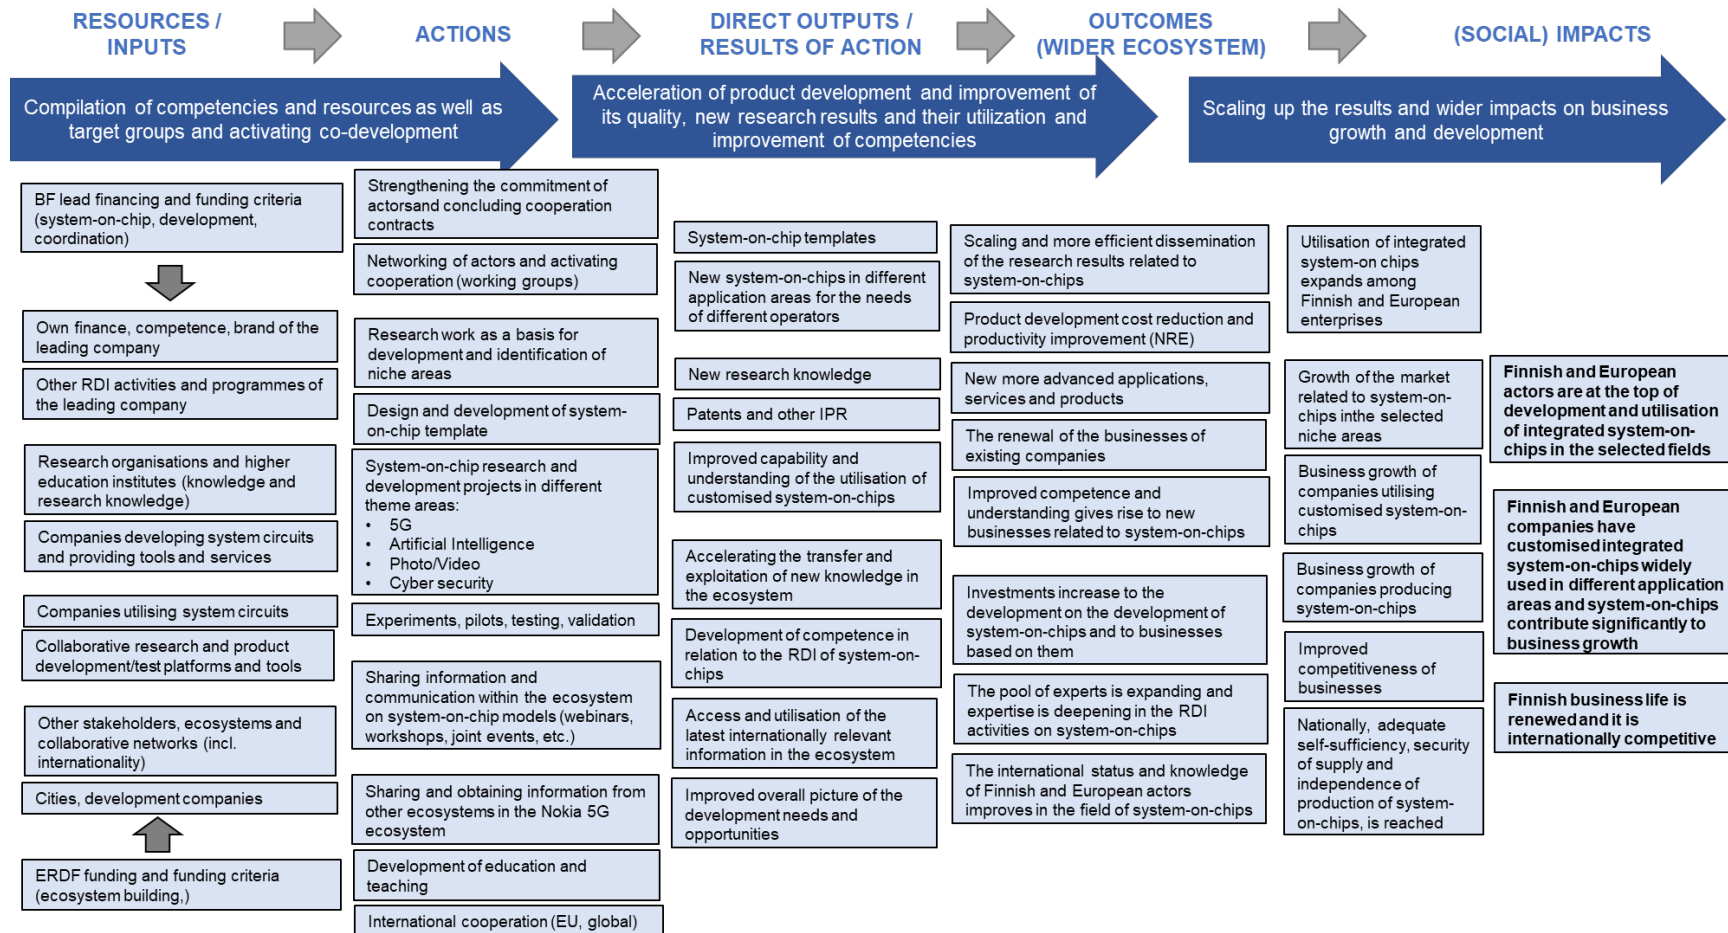 RESOURCES /
INPUTS
ACTIONS
DIRECT OUTPUTS /
RESULTS OF ACTION
OUTCOMES
(WIDER ECOSYSTEM)
(SOCIAL) IMPACTS
Compilation of competencies and resources as well as
target groups and activating co-development
Acceleration of product development and improvement of
its quality, new research results and their utilization and
improvement of competencies
Scaling up the results and wider impacts on business
growth and development
BF lead financing and funding criteria
(system-on-chip, development,
coordination)
Own finance, competence, brand of the
leading company
Other RDI activities and programmes of
the leading company
Research organisations and higher
education institutes (knowledge and
research knowledge)
Companies developing system circuits
and providing tools and services
Companies utilising system circuits
Collaborative research and product
development/test platforms and tools
Other stakeholders, ecosystems and
collaborative networks (incl.
internationality)
Cities, development companies
ERDF funding and funding criteria
(ecosystem building,)
Strengthening the commitment of
actorsand concluding cooperation
contracts
Networking of actors and activating
cooperation (working groups)
Research work as a basis for
development and identification of
niche areas
Design and development of system-
on-chip template
System-on-chip research and
development projects in different
theme areas:
• 5G
• Artificial Intelligence
• Photo/Video
• Cyber security
Experiments, pilots, testing, validation
Sharing information and
communication within the ecosystem
on system-on-chip models (webinars,
workshops, joint events, etc.)
Sharing and obtaining information from
other ecosystems in the Nokia 5G
ecosystem
Development of education and
teaching
International cooperation (EU, global)
System-on-chip templates
New system-on-chips in different
application areas for the needs
of different operators
New research knowledge
Patents and other IPR
Improved capability and
understanding of the utilisation of
customised system-on-chips
Accelerating the transfer and
exploitation of new knowledge in
the ecosystem
Development of competence in
relation to the RDI of system-on-
chips
Access and utilisation of the
latest internationally relevant
information in the ecosystem
Improved overall picture of the
development needs and
opportunities
Scaling and more efficient dissemination
of the research results related to
system-on-chips
Product development cost reduction and
productivity improvement (NRE)
New more advanced applications,
services and products
The renewal of the businesses of
existing companies
Improved competence and
understanding gives rise to new
businesses related to system-on-chips
Investments increase to the
development on the development of
system-on-chips and to businesses
based on them
The pool of experts is expanding and
expertise is deepening in the RDI
activities on system-on-chips
The international status and knowledge
of Finnish and European actors
improves in the field of system-on-chips
Utilisation of integrated
system-on chips
expands among
Finnish and European
enterprises
Growth of the market
related to system-on-
chips inthe selected
niche areas
Business growth of
companies utilising
customised system-on-
chips
Business growth of
companies producing
system-on-chips
Improved
competitiveness of
businesses
Nationally, adequate
self-sufficiency, security
of supply and
independence of
production of system-
on-chips, is reached
Finnish and European
actors are at the top of
development and utilisation
of integrated system-on-
chips in the selected fields
Finnish and European
companies have
customised integrated
system-on-chips widely
used in different application
areas and system-on-chips
contribute significantly to
business growth
Finnish business life is
renewed and it is
internationally competitive